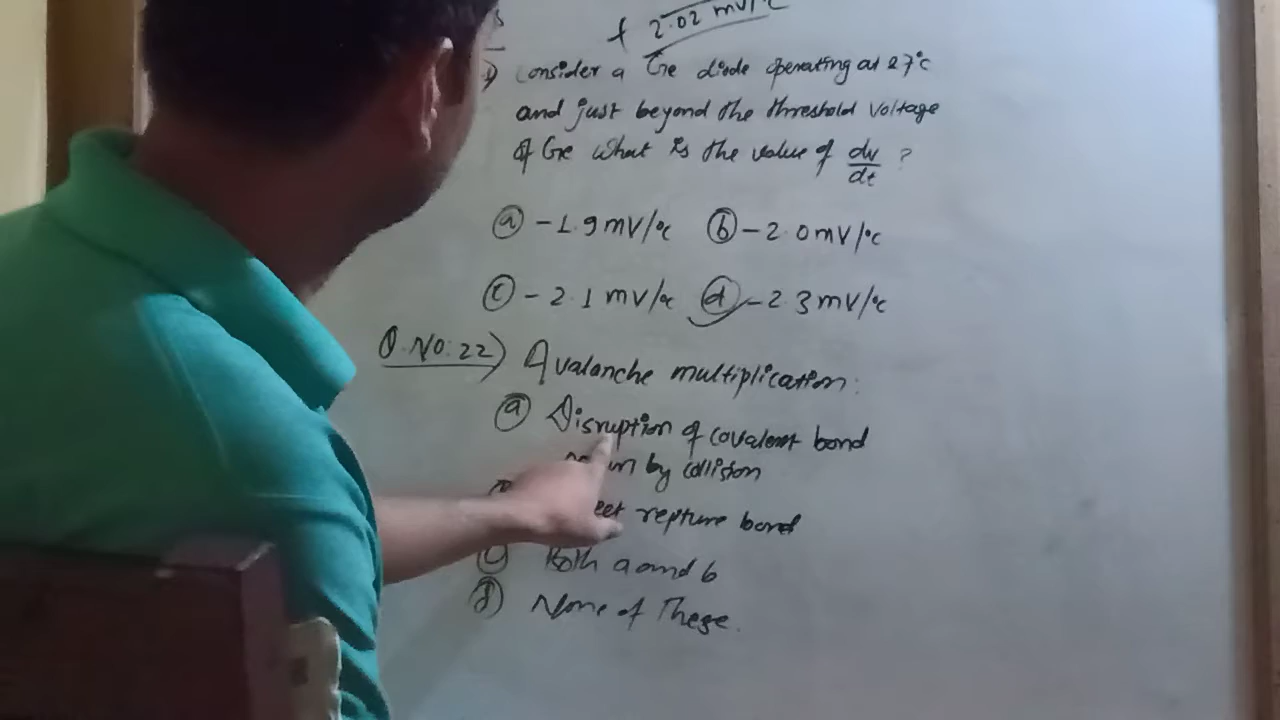 2.02 mV/°c
Consider a Ge diode operating at 27°c
and just beyond the threshold voltage
of Ge what is the value of dv/dt ?
(a) -1.9 mV/°c (b) -2.0 mV/°c
(c) -2.1 mV/°c (d) -2.3 mV/°c
Q.NO:22) Avalanche multiplication:
(a) Disruption of covalent bond
by collision
repture bond
(c) Both a and b
(d) None of These.